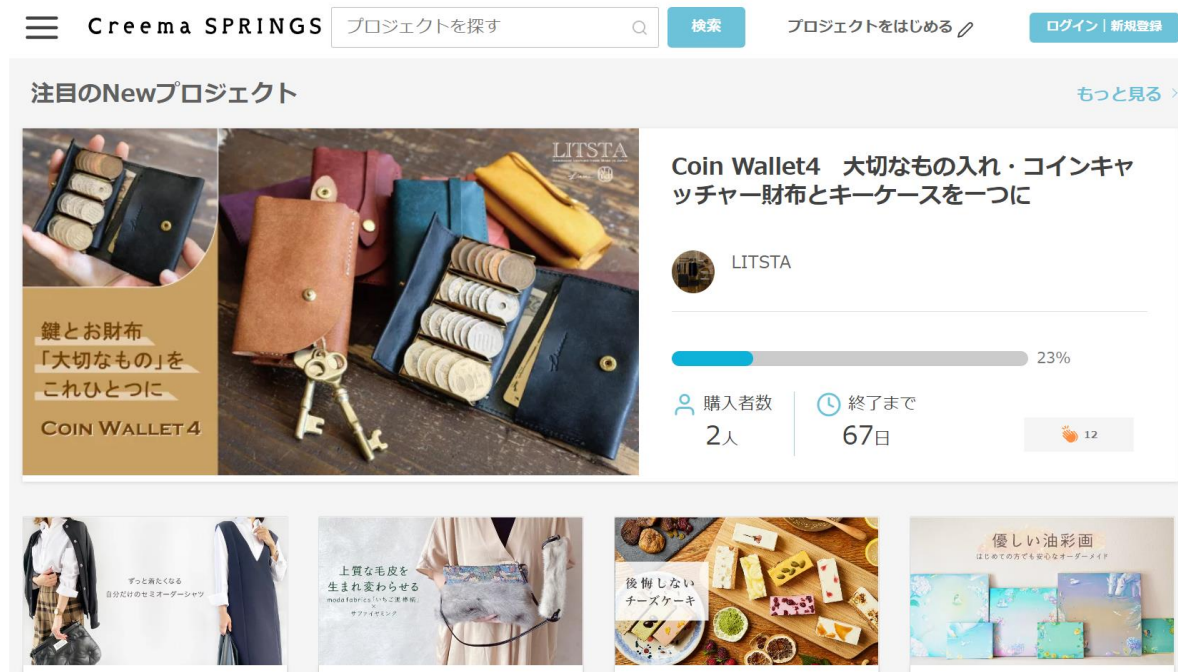 Creema SPRINGS
プロジェクトを探す
検索
プロジェクトをはじめる
ログイン | 新規登録
注目のNewプロジェクト
もっと見る
LITSTA
鍵とお財布
「大切なもの」を
これひとつに
COIN WALLET 4
Coin Wallet4 大切なもの入れ・コインキャ
ッチャー財布とキーケースを一つに
LITSTA
23%
購入者数
2人
終了まで
67日
12
ずっと着たくなる
自分だけのセミオーダーシャツ
上質な毛皮を
生まれ変わらせる
×
サファイヤミンク
後悔しない
チーズケーキ
優しい油彩画
はじめての方でも安心なオーダーメイド